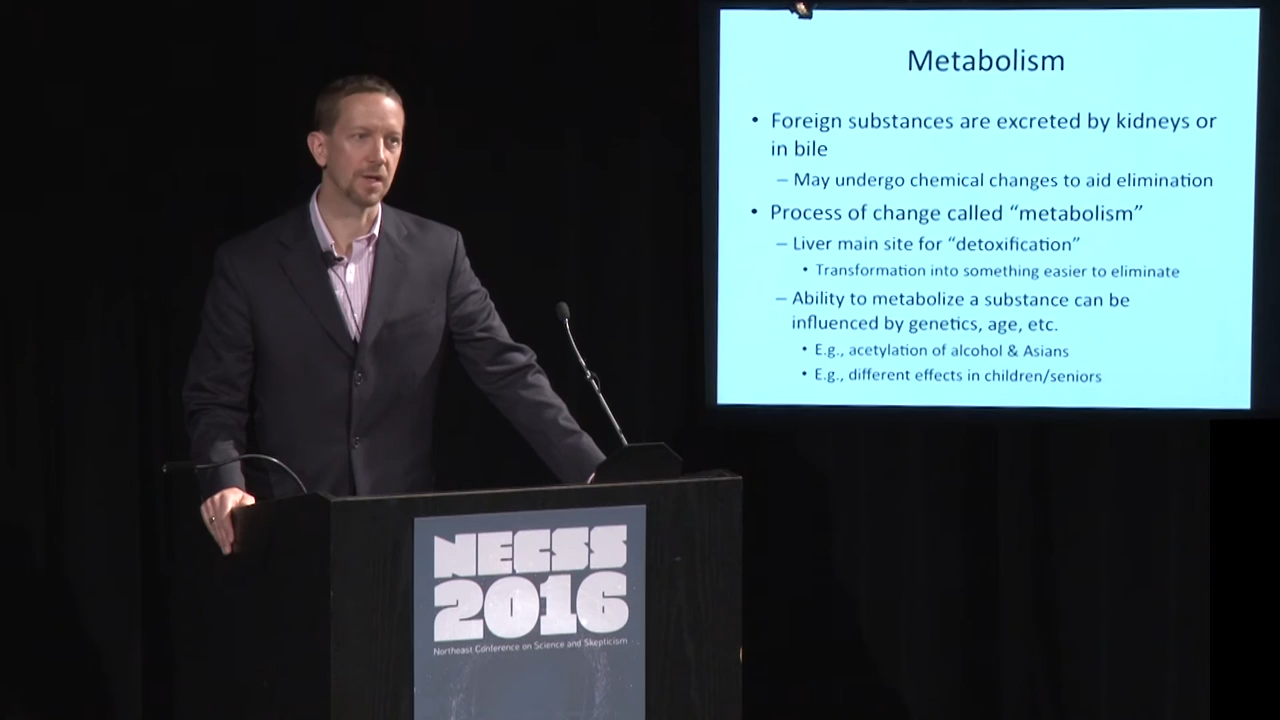 Metabolism
• Foreign substances are excreted by kidneys or
in bile
– May undergo chemical changes to aid elimination
• Process of change called “metabolism”
– Liver main site for “detoxification”
• Transformation into something easier to eliminate
– Ability to metabolize a substance can be
influenced by genetics, age, etc.
• E.g., acetylation of alcohol & Asians
• E.g., different effects in children/seniors
NECSS
2016
Northeast Conference on Science and Skepticism